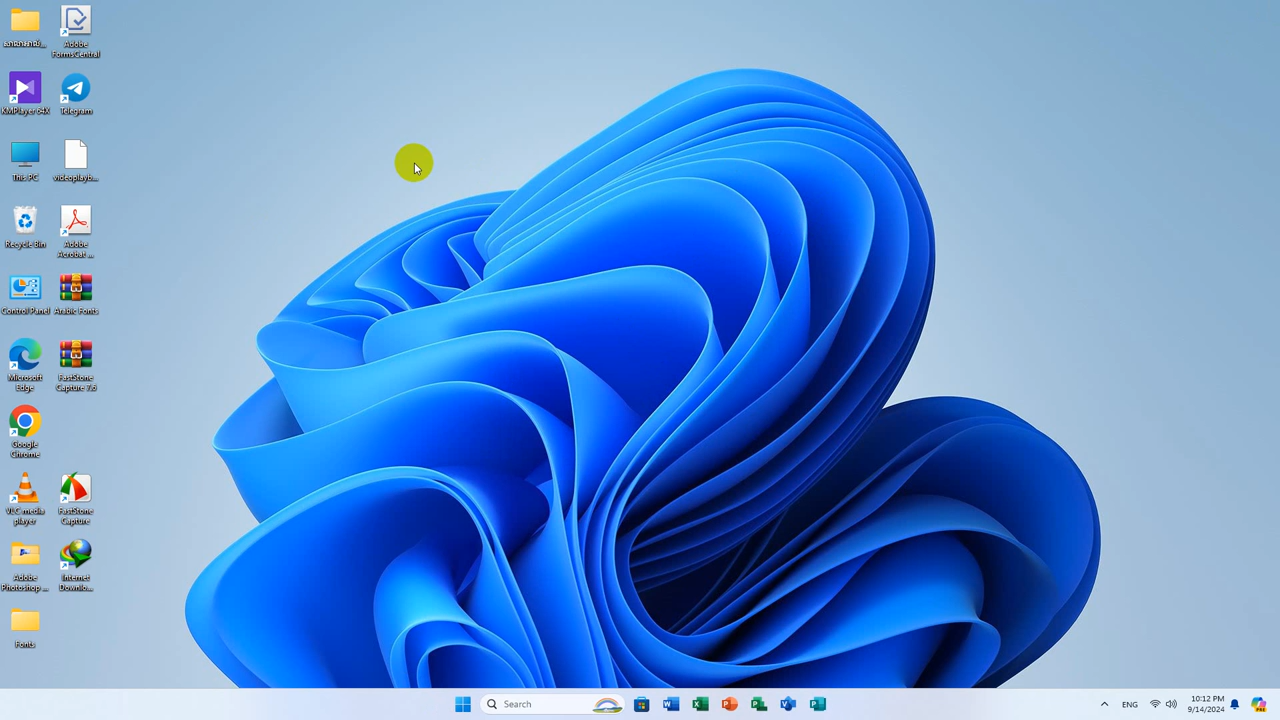 Adobe
FormsCentral
KMPlayer 64X
Telegram
This PC
videoplayb...
Recycle Bin
Adobe
Acrobat ...
Control Panel
Arabic Fonts
Microsoft
Edge
FastStone
Capture 7.6
Google
Chrome
VLC media
player
FastStone
Capture
Adobe
Photoshop ...
Internet
Downlo...
Fonts
Search
ENG
10:12 PM
9/14/2024